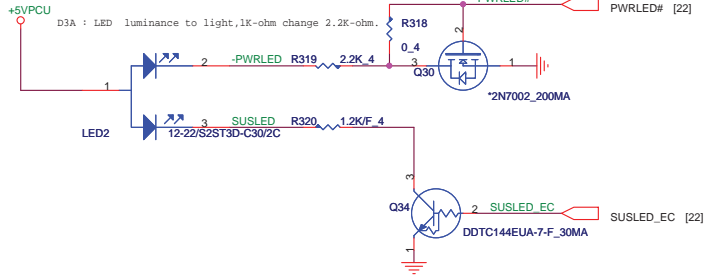 +5VPCU
D3A : LED luminance to light,1K-ohm change 2.2K-ohm.
PWRLED#
PWRLED# [22]
R318
0_4
2
1
2
-PWRLED
R319
2.2K_4
3
Q30
1
*2N7002_200MA
3
SUSLED
R320
1.2K/F_4
LED2
12-22/S2ST3D-C30/2C
3
Q34
2
SUSLED_EC
SUSLED_EC [22]
DDTC144EUA-7-F_30MA
1